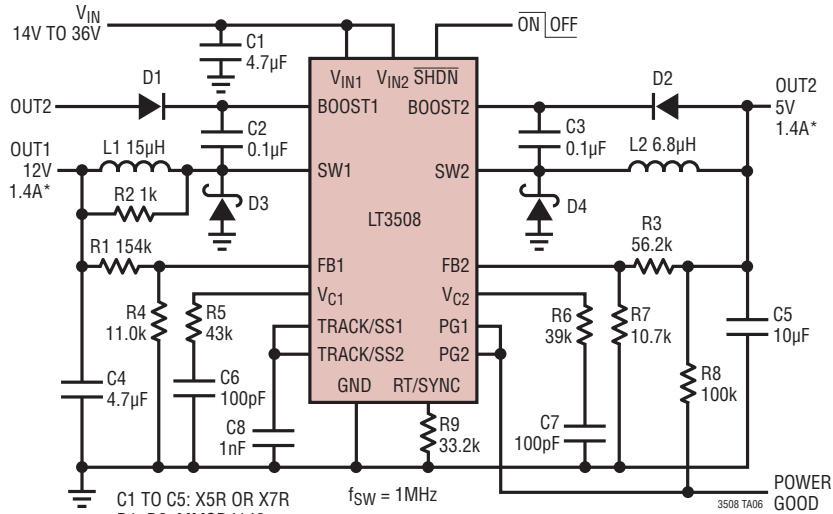 VIN
14V TO 36V
C1
4.7µF
ON OFF
VIN1
VIN2
SHDN
D1
D2
OUT2
OUT2
5V
1.4A*
BOOST1
BOOST2
C2
0.1µF
C3
0.1µF
OUT1
12V
1.4A*
L1 15µH
L2 6.8µH
SW1
SW2
R2 1k
D3
D4
LT3508
R1 154k
R3
56.2k
FB1
FB2
R4
11.0k
R5
43k
VC1
VC2
R6
39k
R7
10.7k
C5
10µF
TRACK/SS1
PG1
TRACK/SS2
PG2
R8
100k
C4
4.7µF
C6
100pF
GND
RT/SYNC
C8
1nF
R9
33.2k
C7
100pF
C1 TO C5: X5R OR X7R
fSW = 1MHz
3508 TA06
POWER
GOOD